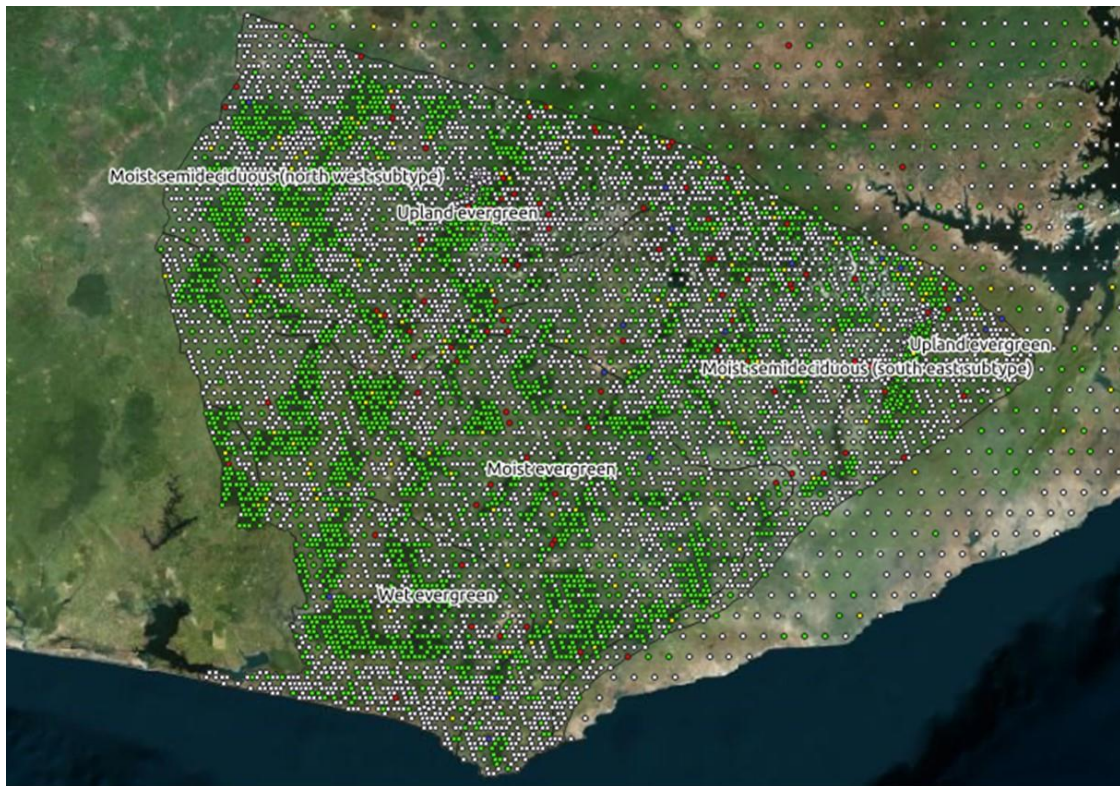 Moist semideciduous (north west subtype)
Upland evergreen
Upland evergreen
Moist semideciduous (south east subtype)
Moist evergreen
Wet evergreen